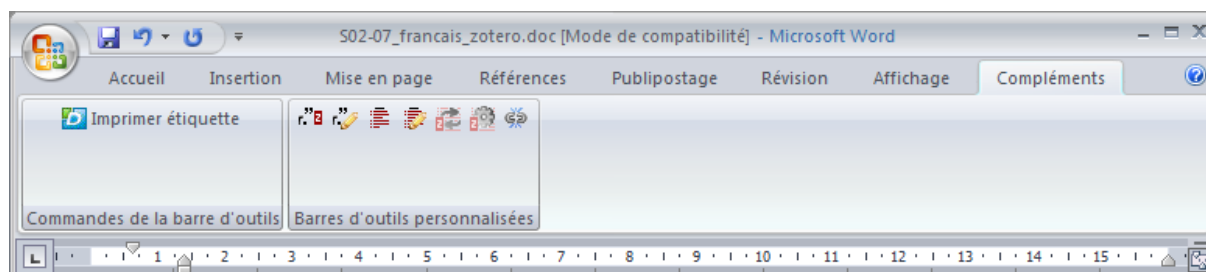 S02-07_francais_zotero.doc [Mode de compatibilité] - Microsoft Word
Accueil Insertion Mise en page Références Publipostage Révision Affichage Compléments
Imprimer étiquette
Commandes de la barre d'outils Barres d'outils personnalisées
L 1 2 3 4 5 6 7 8 9 10 11 12 13 14 15